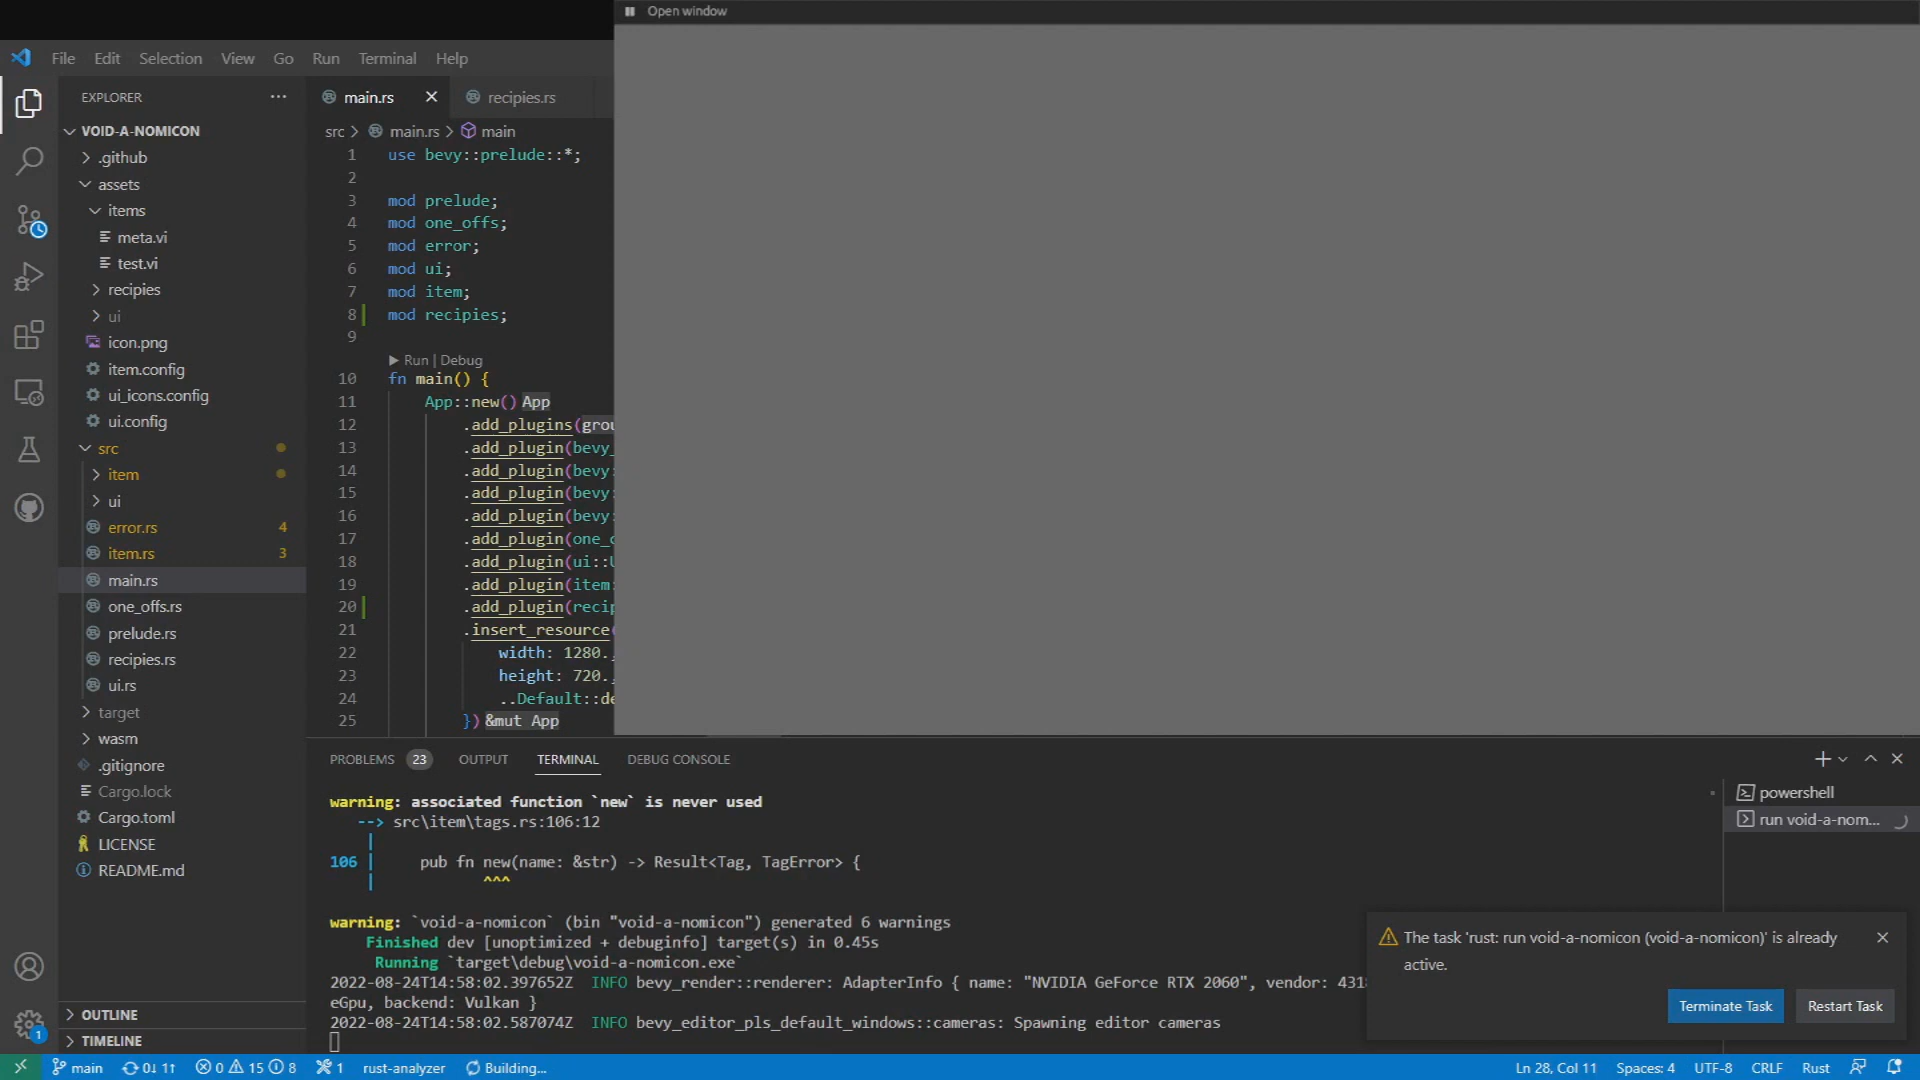 Open window
File Edit Selection View Go Run Terminal Help
EXPLORER ···
main.rs
recipies.rs
VOID-A-NOMICON
src > main.rs > main
.github
assets
items
meta.vi
test.vi
recipies
ui
icon.png
item.config
ui_icons.config
ui.config
src
item
ui
error.rs 4
item.rs 3
main.rs
one_offs.rs
prelude.rs
recipies.rs
ui.rs
target
wasm
.gitignore
Cargo.lock
Cargo.toml
LICENSE
README.md
OUTLINE
TIMELINE
1 use bevy::prelude::*;
2
3 mod prelude;
4 mod one_offs;
5 mod error;
6 mod ui;
7 mod item;
8 mod recipies;
9
Run | Debug
10 fn main() {
11 App::new() App
12 .add_plugins(grou
13 .add_plugin(bevy_
14 .add_plugin(bevy:
15 .add_plugin(bevy:
16 .add_plugin(bevy:
17 .add_plugin(one_
18 .add_plugin(ui::
19 .add_plugin(item:
20 .add_plugin(recip
21 .insert_resource
22 width: 1280.
23 height: 720.
24 ..Default::de
25 }) &mut App
PROBLEMS 23 OUTPUT TERMINAL DEBUG CONSOLE
warning: associated function `new` is never used
--> src\item\tags.rs:106:12
|
106 | pub fn new(name: &str) -> Result<Tag, TagError> {
| ^^^
warning: `void-a-nomicon` (bin "void-a-nomicon") generated 6 warnings
Finished dev [unoptimized + debuginfo] target(s) in 0.45s
Running `target\debug\void-a-nomicon.exe`
2022-08-24T14:58:02.397652Z INFO bevy_render::renderer: AdapterInfo { name: "NVIDIA GeForce RTX 2060", vendor: 431
eGpu, backend: Vulkan }
2022-08-24T14:58:02.587074Z INFO bevy_editor_pls_default_windows::cameras: Spawning editor cameras
powershell
run void-a-nom...
The task 'rust: run void-a-nomicon (void-a-nomicon)' is already
active.
Terminate Task Restart Task
1
main 0↓ 1↑ 0 15 8 1 rust-analyzer Building... Ln 28, Col 11 Spaces: 4 UTF-8 CRLF Rust